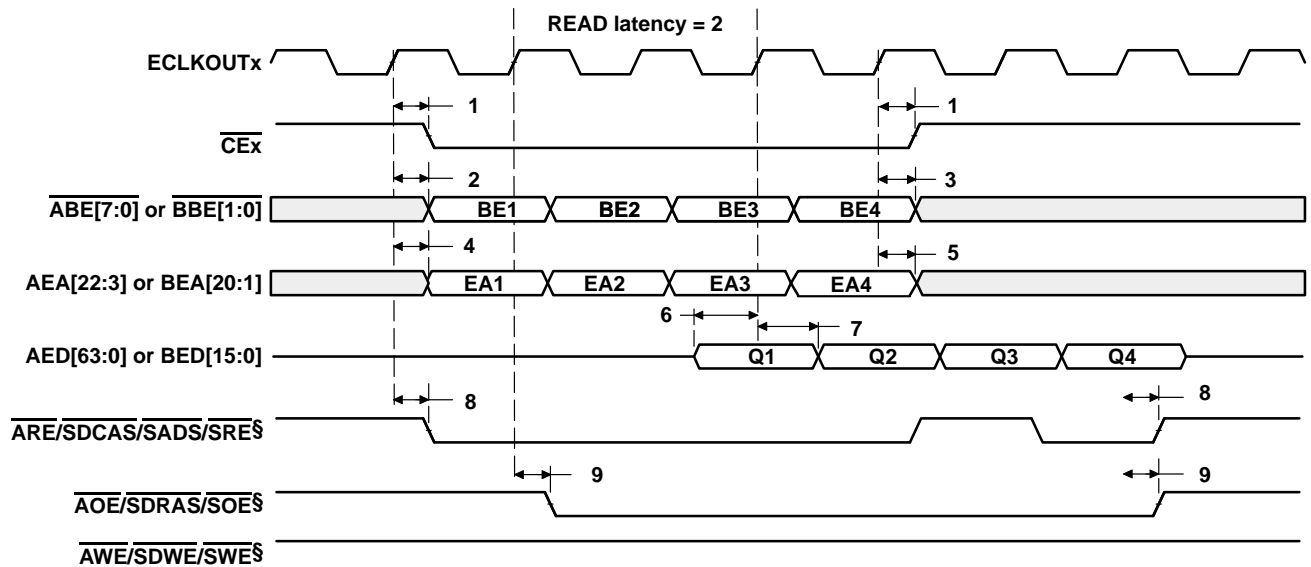 READ latency = 2
ECLKOUTx
1 1
CEx
2 3
ABE[7:0] or BBE[1:0] BE1 BE2 BE3 BE4
4 5
AEA[22:3] or BEA[20:1] EA1 EA2 EA3 EA4
6 7
AED[63:0] or BED[15:0] Q1 Q2 Q3 Q4
8 8
ARE/SDCAS/SADS/SRE§
9 9
AOE/SDRAS/SOE§
AWE/SDWE/SWE§